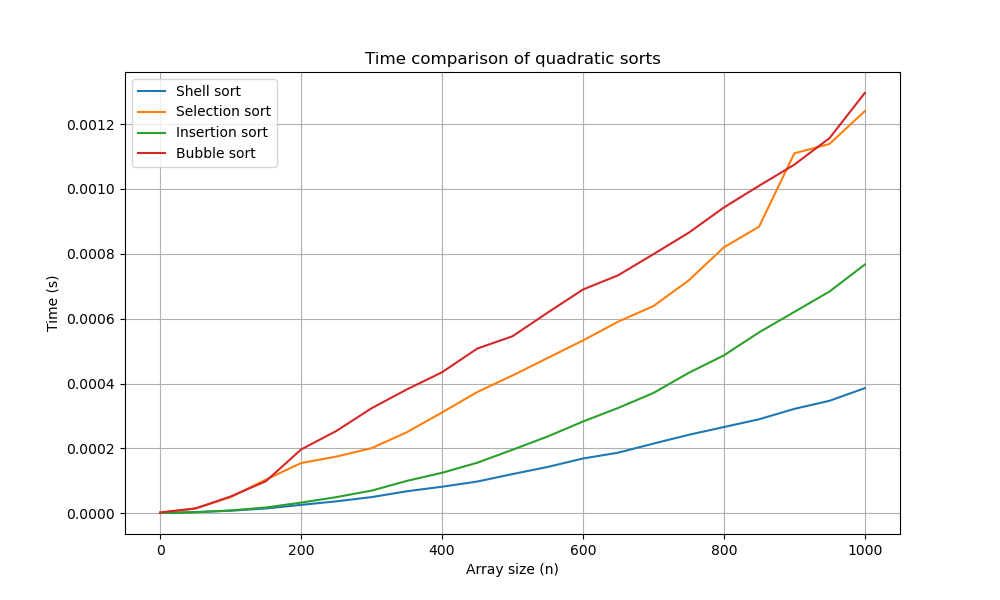 Time comparison of quadratic sorts
Shell sort
Selection sort
Insertion sort
Bubble sort
0.0012
0.0010
0.0008
0.0006
0.0004
0.0002
0.0000
Time (s)
0 200 400 600 800 1000
Array size (n)